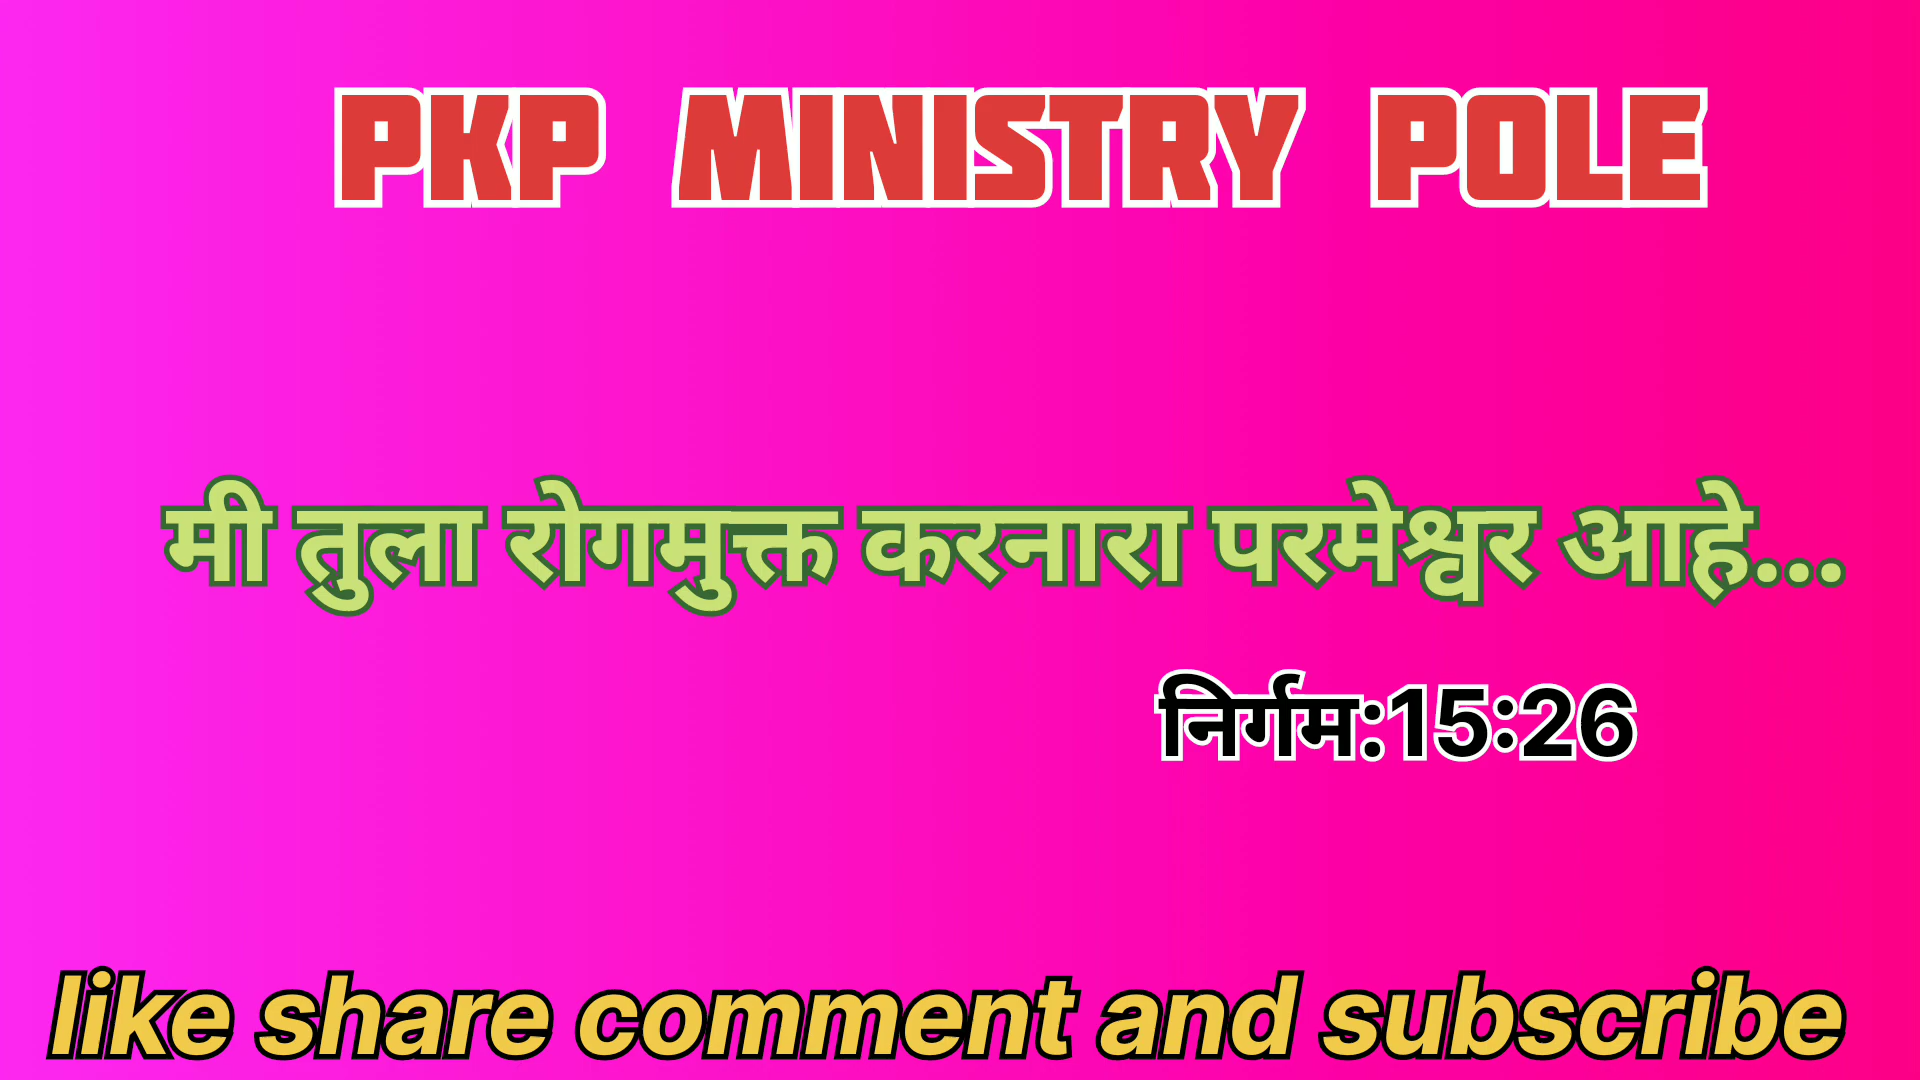 PKP MINISTRY POLE
मी तुला रोगमुक्त करनारा परमेश्वर आहे...
निर्गम:15:26
like share comment and subscribe